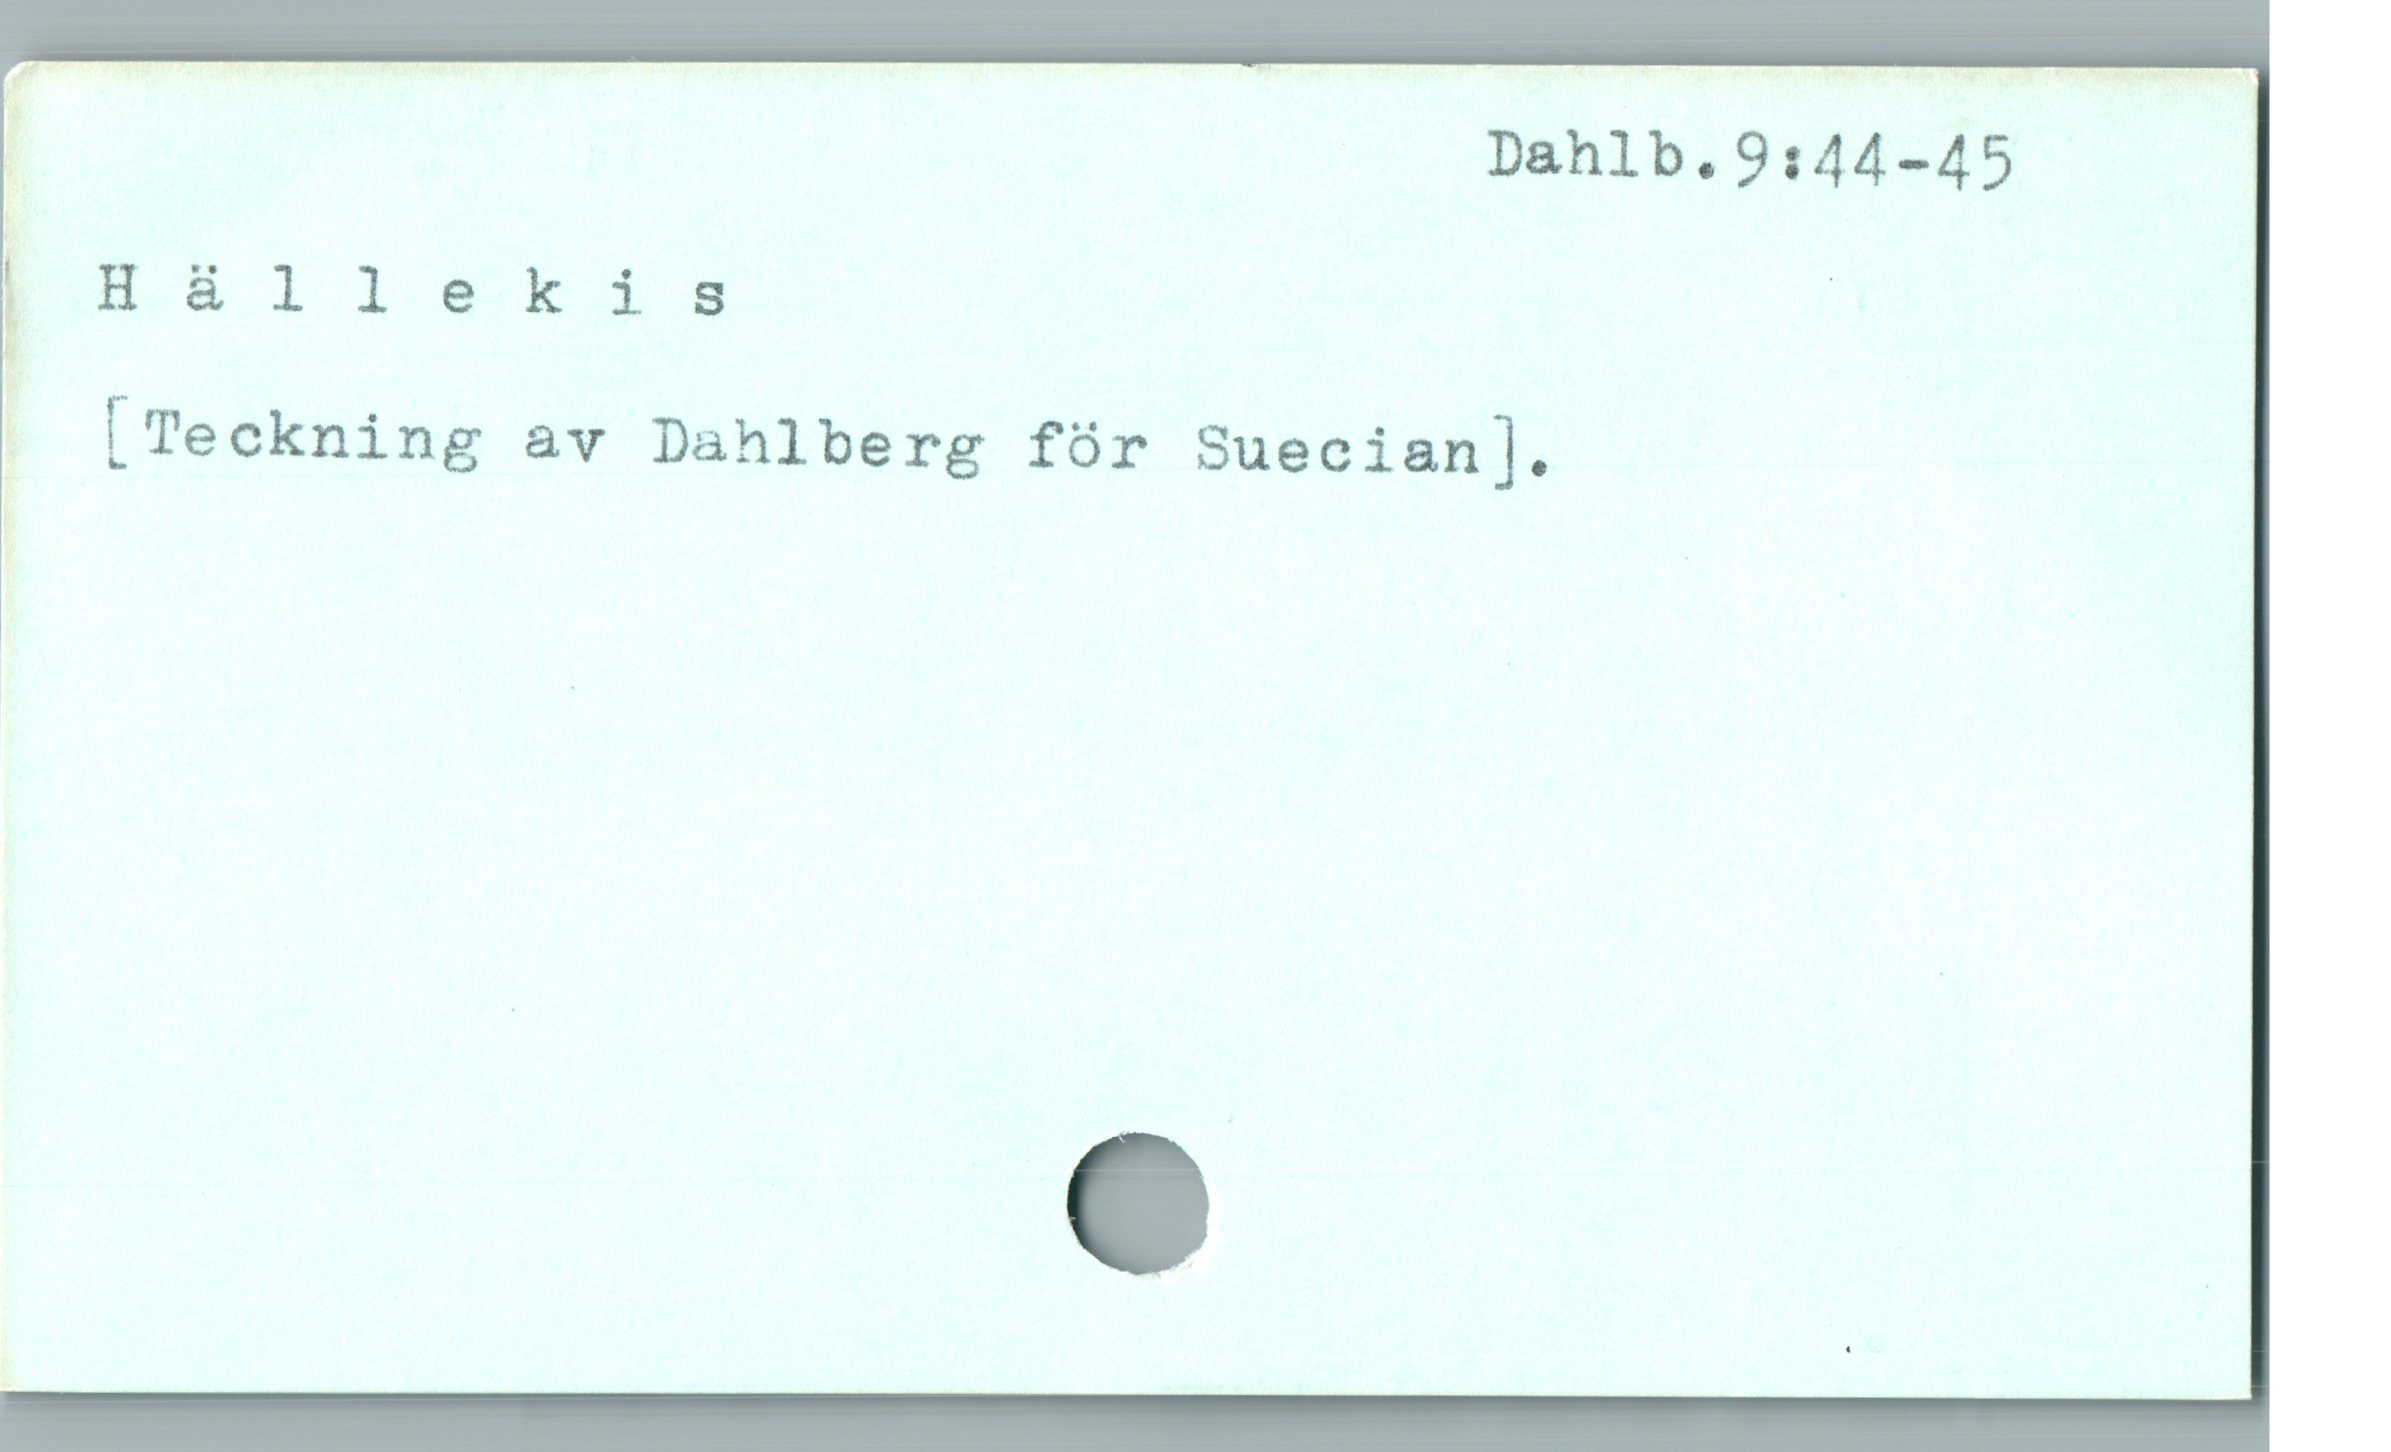 Dahlb.9:44-45
H ä l l e k i s
[Teckning av Dahlberg för Suecian].